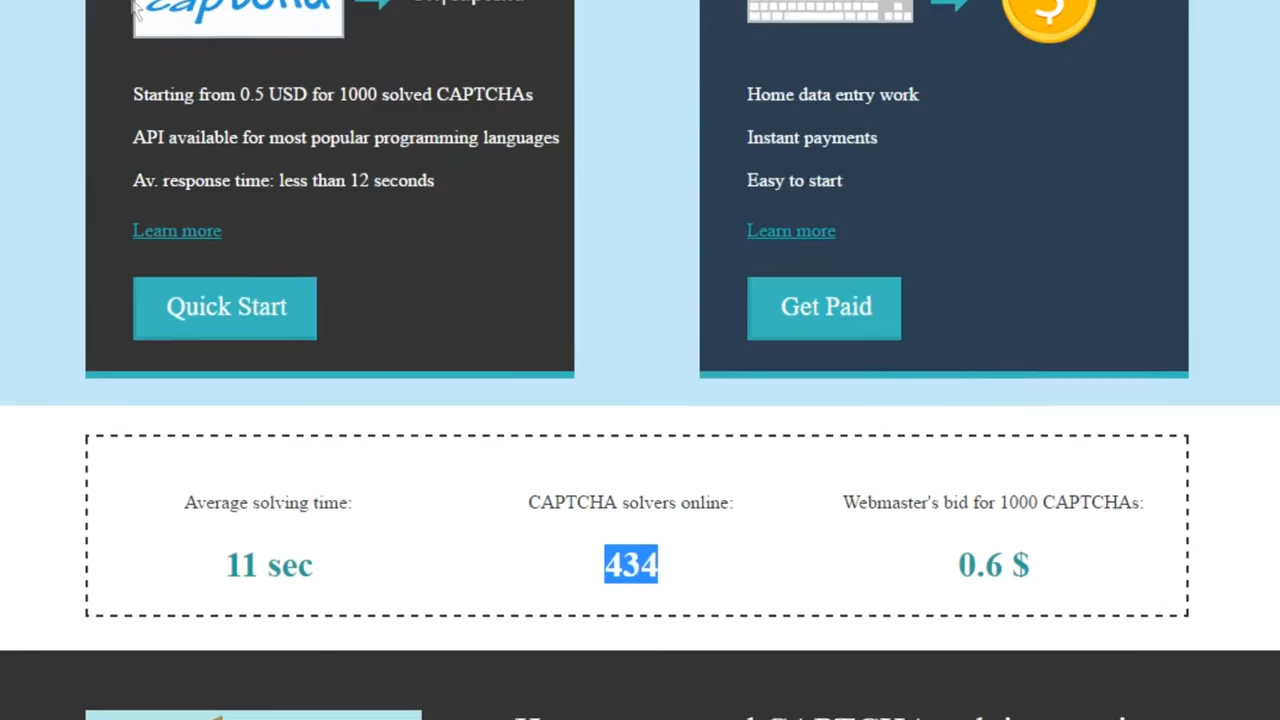 captcha
Starting from 0.5 USD for 1000 solved CAPTCHAs
API available for most popular programming languages
Av. response time: less than 12 seconds
Learn more
Quick Start
$
Home data entry work
Instant payments
Easy to start
Learn more
Get Paid
Average solving time:
11 sec
CAPTCHA solvers online:
434
Webmaster's bid for 1000 CAPTCHAs:
0.6 $